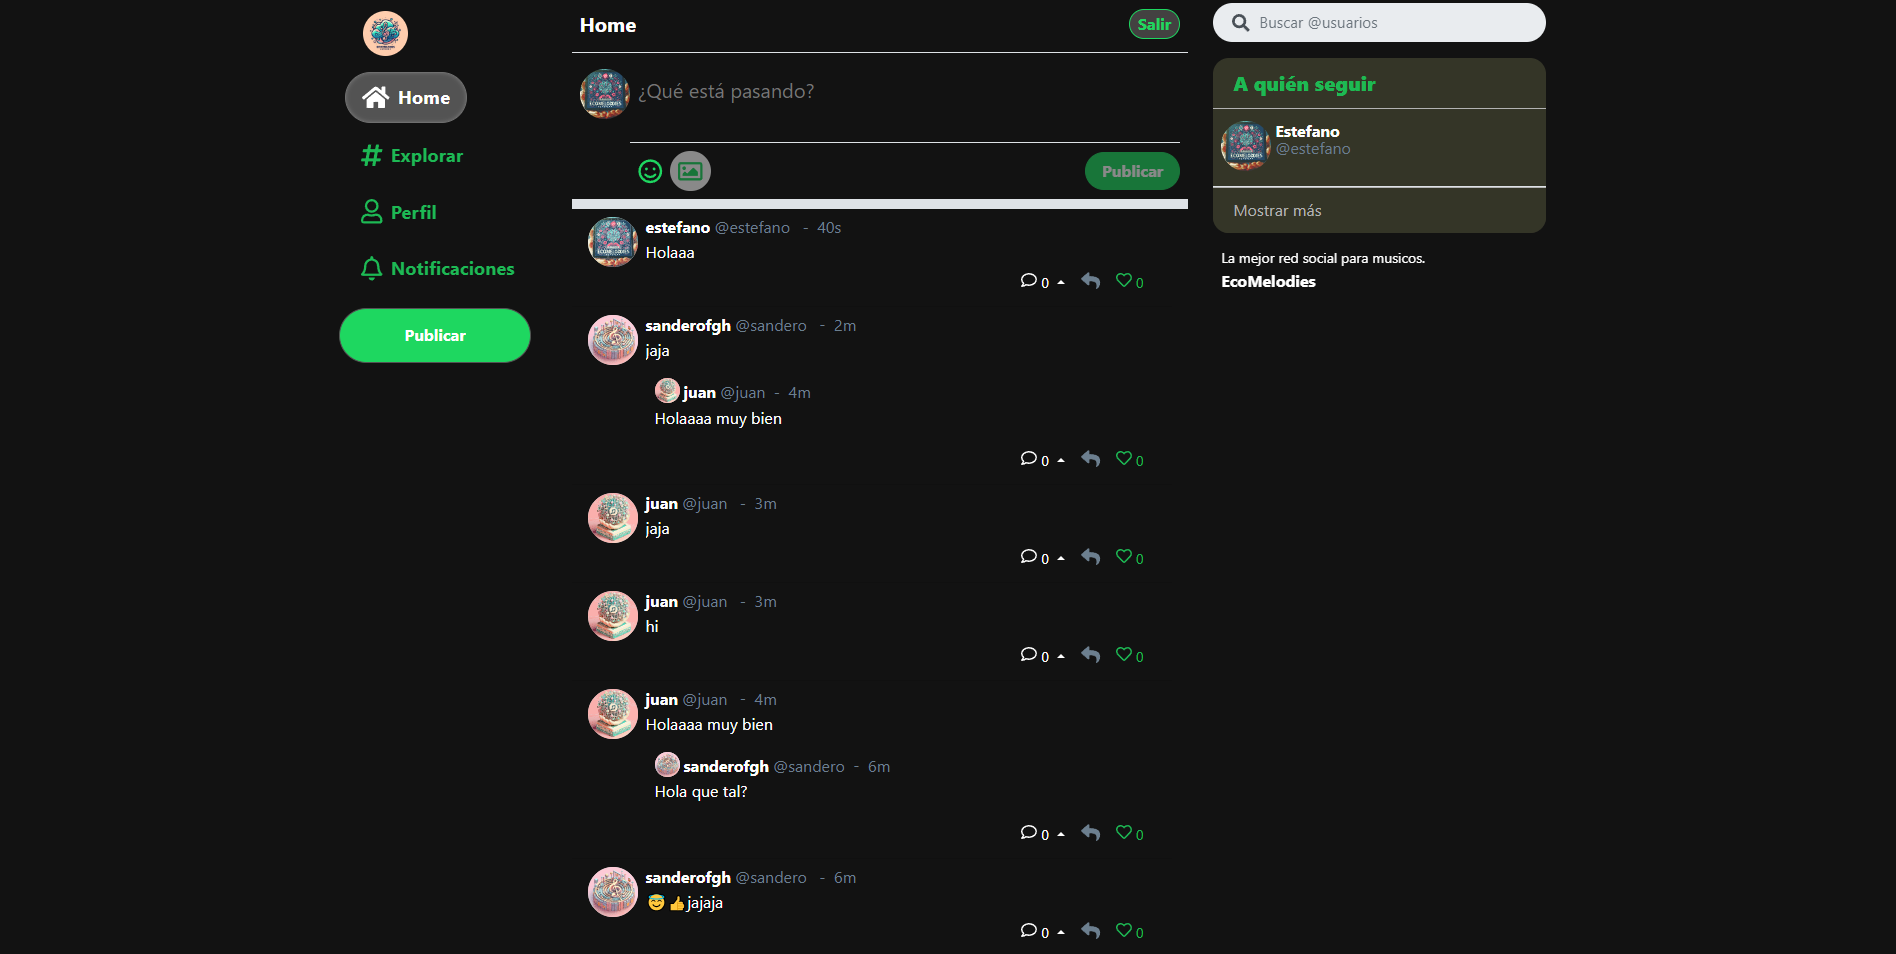 Home
Explorar
Perfil
Notificaciones
Publicar
Home
Salir
¿Qué está pasando?
Publicar
estefano @estefano - 40s
Holaaa
0
0
sanderofgh @sandero - 2m
jaja
juan @juan - 4m
Holaaaa muy bien
0
0
juan @juan - 3m
jaja
0
0
juan @juan - 3m
hi
0
0
juan @juan - 4m
Holaaaa muy bien
sanderofgh @sandero - 6m
Hola que tal?
0
0
sanderofgh @sandero - 6m
😇👍jajaja
0
0
Buscar @usuarios
A quién seguir
Estefano
@estefano
Mostrar más
La mejor red social para musicos.
EcoMelodies